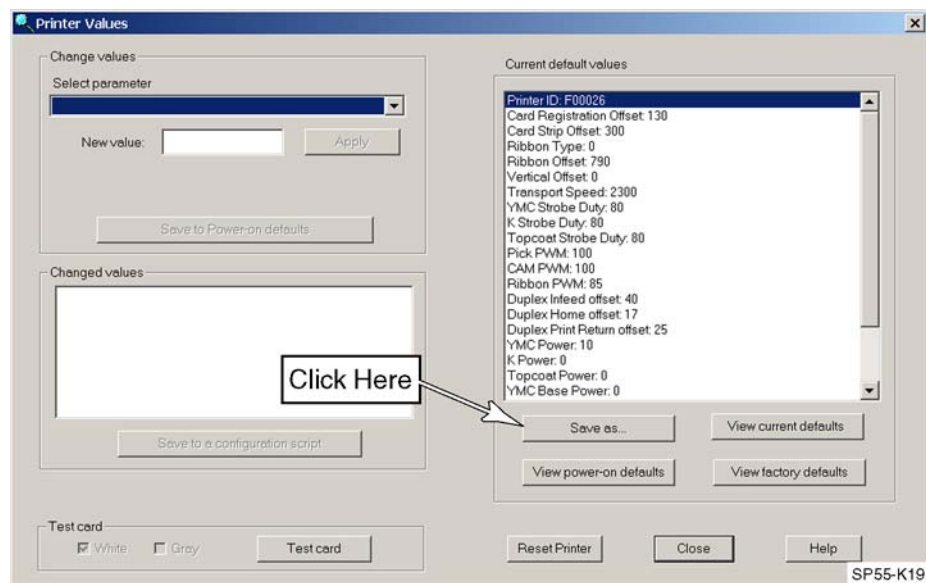 Printer Values
Change values
Select parameter
New value:
Apply
Save to Power-on defaults
Changed values
Save to a configuration script
Test card
White
Gray
Test card
Current default values
Printer ID: F00026
Card Registration Offset: 130
Card Strip Offset: 300
Ribbon Type: 0
Ribbon Offset: 790
Vertical Offset: 0
Transport Speed: 2300
YMC Strobe Duty: 80
K Strobe Duty: 80
Topcoat Strobe Duty: 80
Pick PWM: 100
CAM PWM: 100
Ribbon PWM: 85
Duplex Infeed offset: 40
Duplex Home offset: 17
Duplex Print Return offset: 25
YMC Power: 10
K Power: 0
Topcoat Power: 0
YMC Base Power: 0
Click Here
Save as...
View current defaults
View power-on defaults
View factory defaults
Reset Printer
Close
Help
SP55-K19